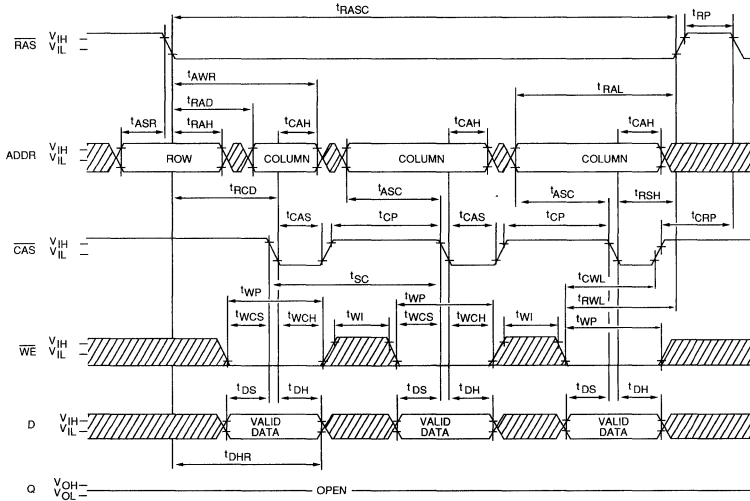 tRASC
tRP
RAS VIH
VIL
tAWR
tRAD
tRAL
tASR tRAH tCAH tCAH tCAH
ADDR VIH
VIL
ROW COLUMN COLUMN COLUMN
tRCD tASC tASC tRSH
tCAS tCP tCAS tCP tCRP
CAS VIH
VIL
tSC tCWL
tWP tWP tRWL
tWCS tWCH tWI tWCS tWCH tWI tWP
WE VIH
VIL
tDS tDH tDS tDH tDS tDH
D VIH
VIL
VALID DATA VALID DATA VALID DATA
tDHR
Q VOH
VOL
OPEN